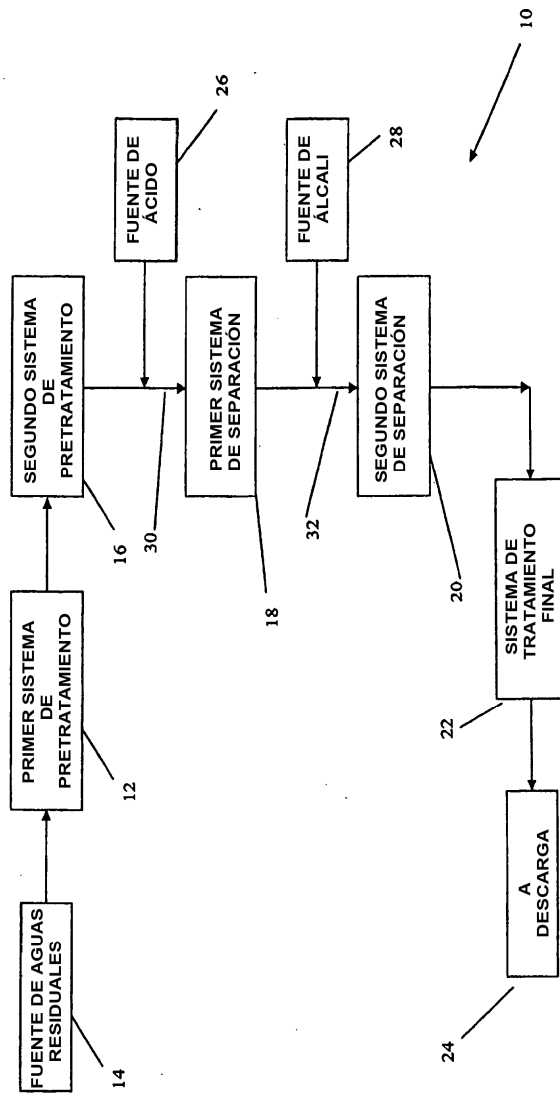 FUENTE DE AGUAS
RESIDUALES
14
PRIMER SISTEMA
DE
PRETRATAMIENTO
12
SEGUNDO SISTEMA
DE
PRETRATAMIENTO
16
FUENTE DE
ÁCIDO
26
30
PRIMER SISTEMA
DE SEPARACIÓN
18
FUENTE DE
ÁLCALI
28
32
SEGUNDO SISTEMA
DE SEPARACIÓN
20
SISTEMA DE
TRATAMIENTO
FINAL
22
A
DESCARGA
24
10